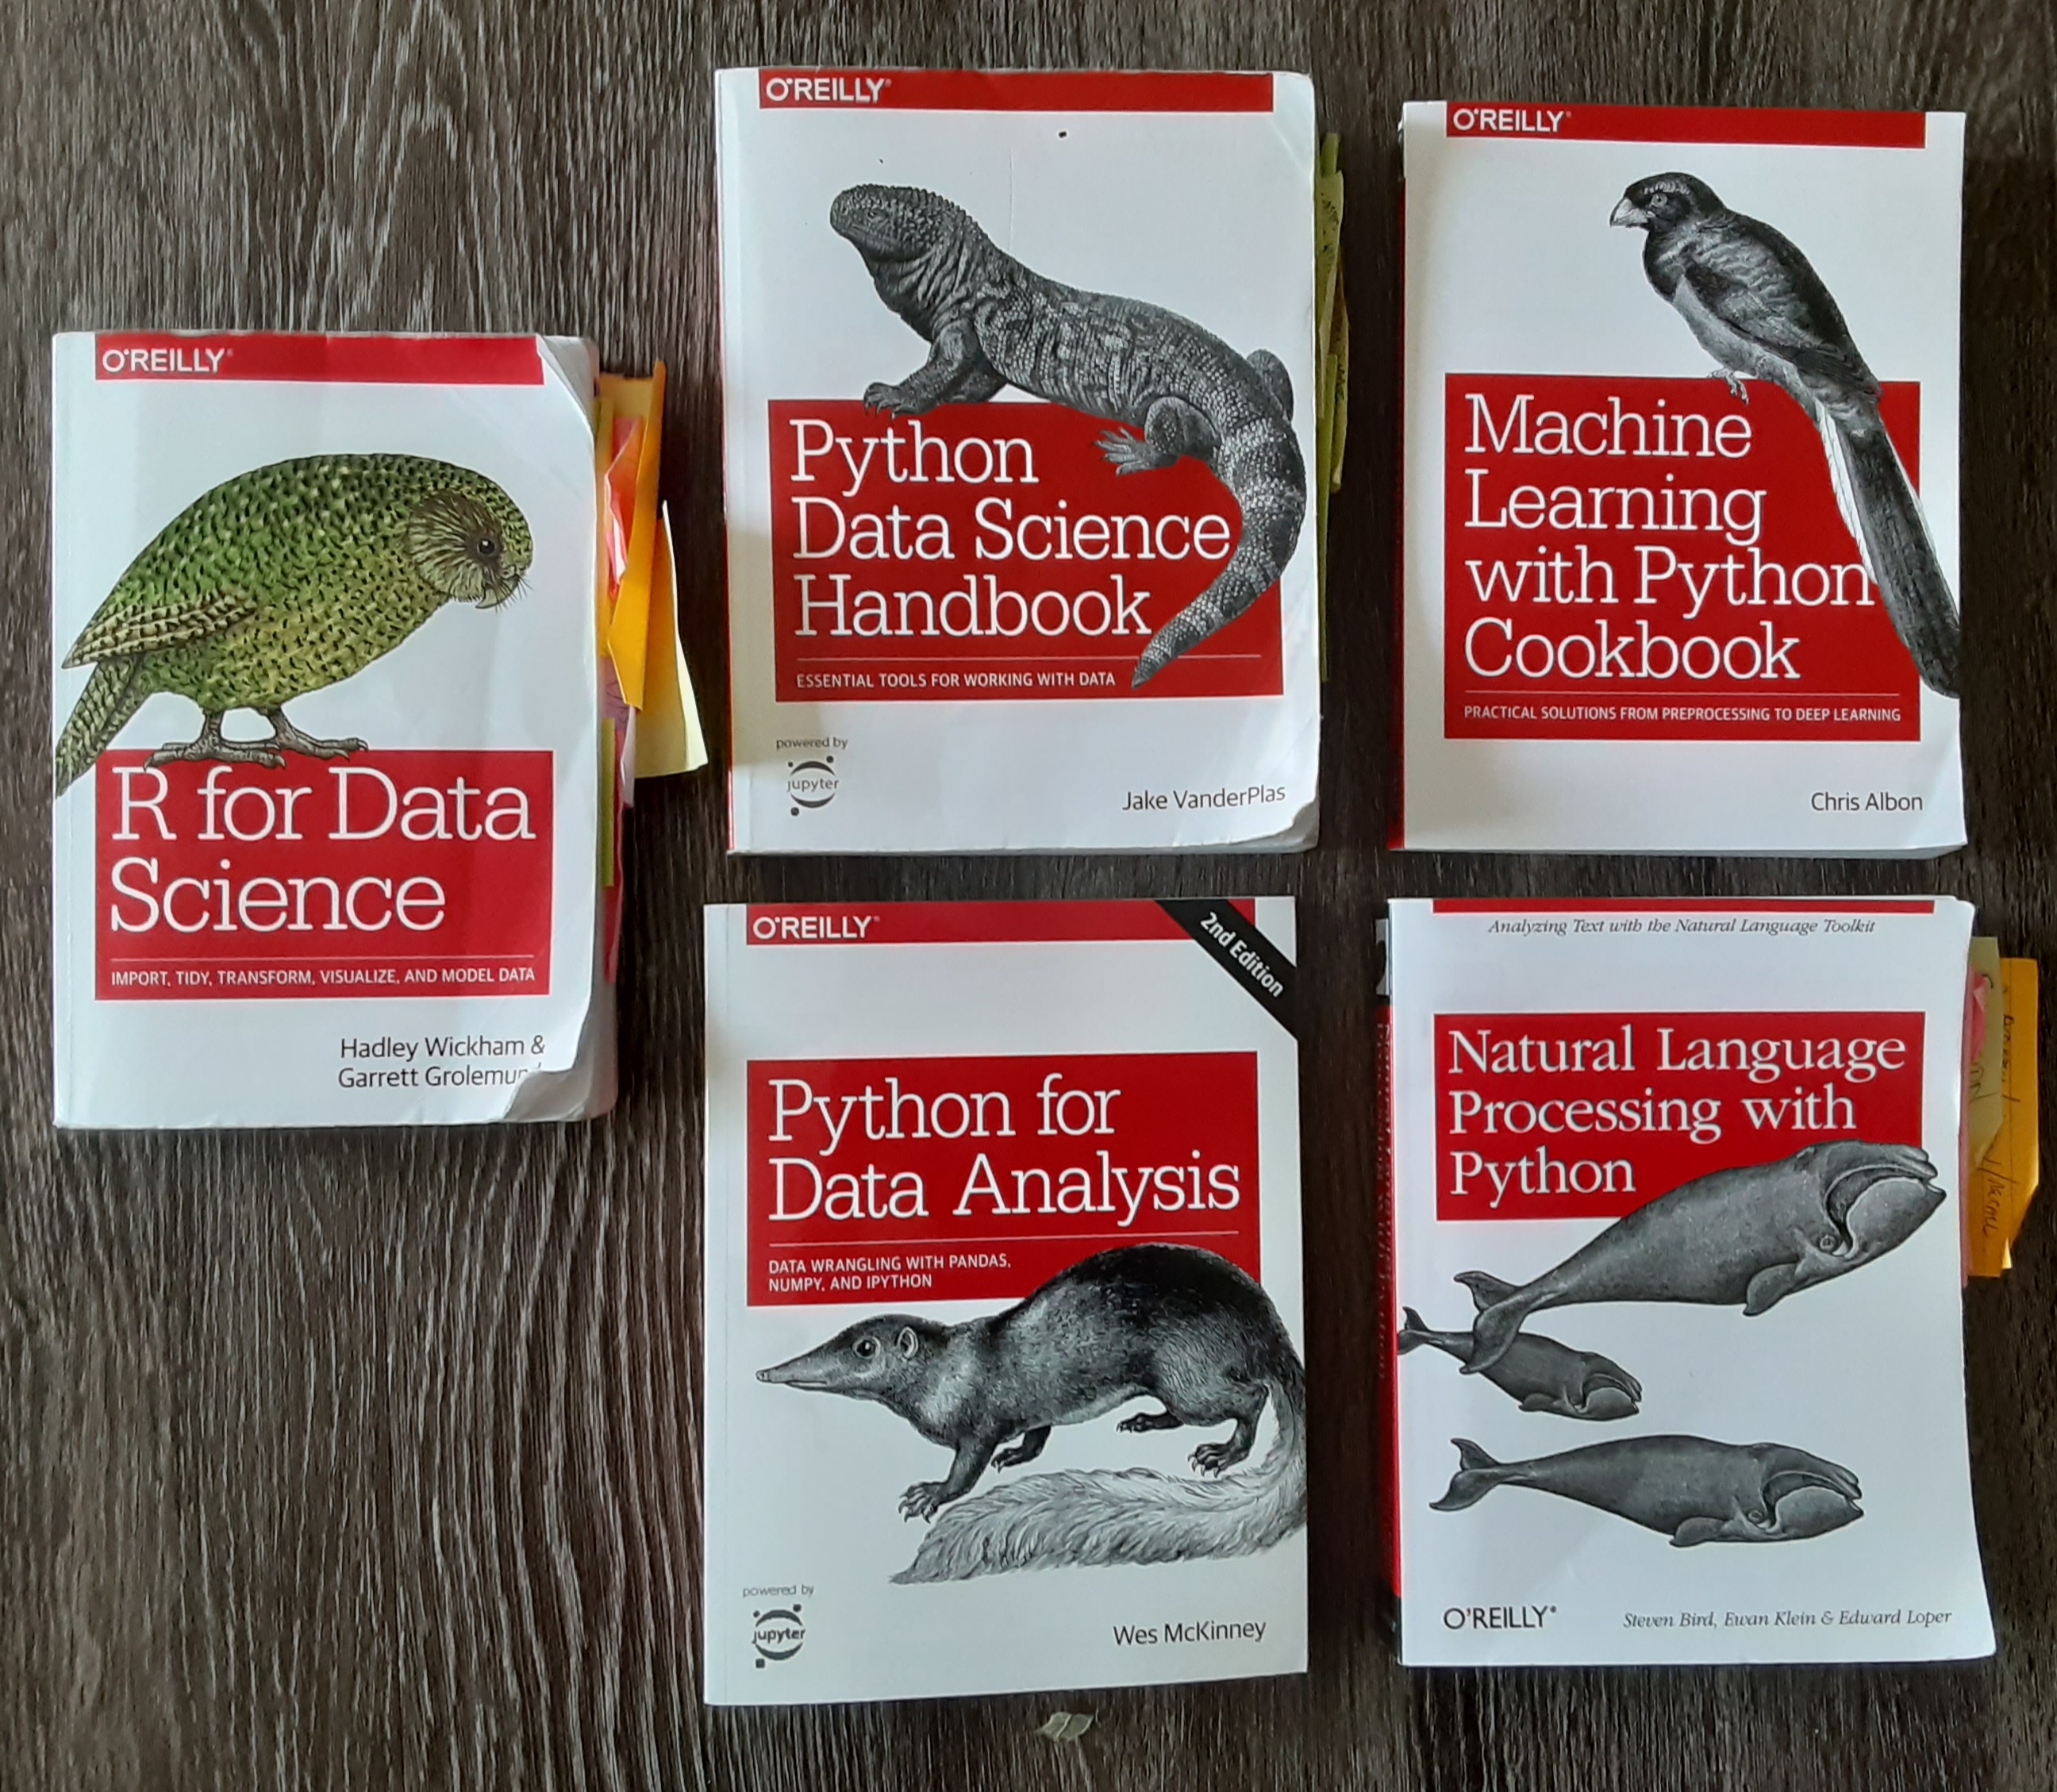 O'REILLY®
R for Data
Science
IMPORT, TIDY, TRANSFORM, VISUALIZE, AND MODEL DATA
Hadley Wickham &
Garrett
O'REILLY®
Python
Data Science
Handbook
ESSENTIAL TOOLS FOR WORKING WITH DATA
powered by
jupyter
Jake VanderPlas
O'REILLY®
Machine
Learning
with Python
Cookbook
PRACTICAL SOLUTIONS FROM PREPROCESSING TO DEEP LEARNING
Chris Albon
O'REILLY®
2nd Edition
Python for
Data Analysis
DATA WRANGLING WITH PANDAS,
NUMPY, AND IPYTHON
powered by
jupyter
Wes McKinney
Analyzing Text with the Natural Language Toolkit
Natural Language
Processing with
Python
O'REILLY®
Steven Bird, Ewan Klein & Edward Loper